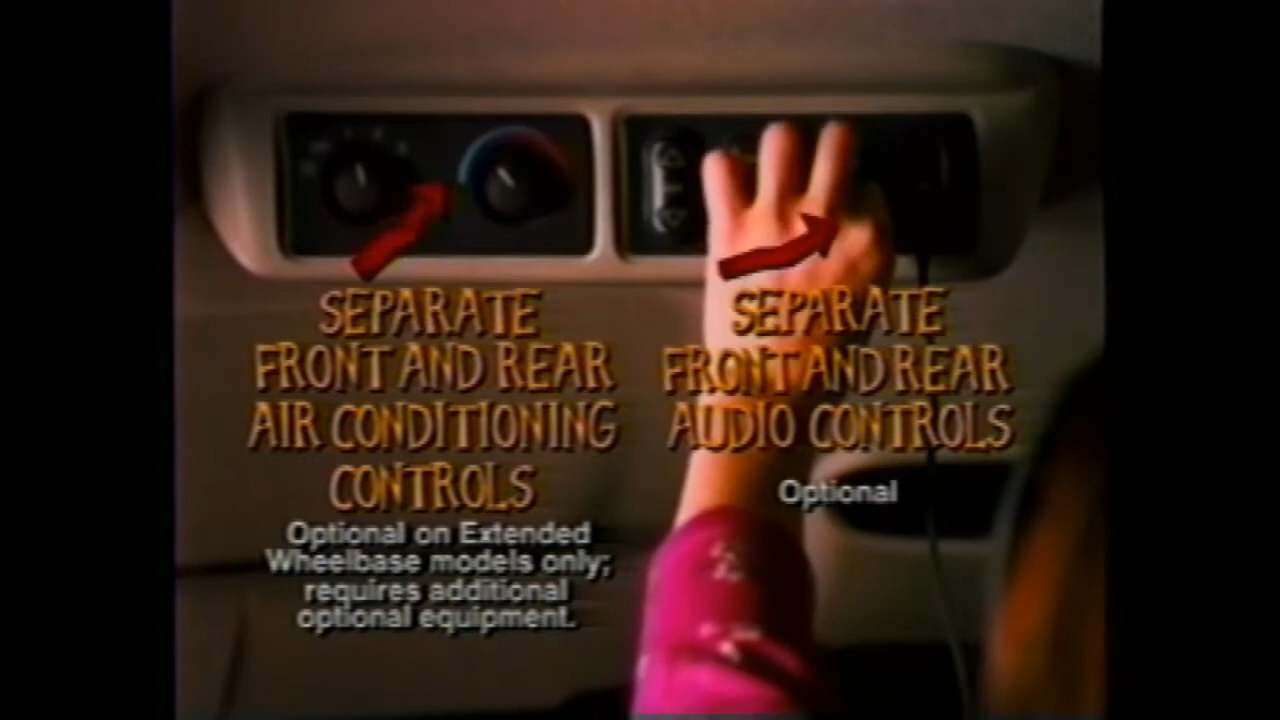 SEPARATE
FRONT AND REAR
AIR CONDITIONING
CONTROLS
Optional on Extended
Wheelbase models only;
requires additional
optional equipment.
SEPARATE
FRONT AND REAR
AUDIO CONTROLS
Optional